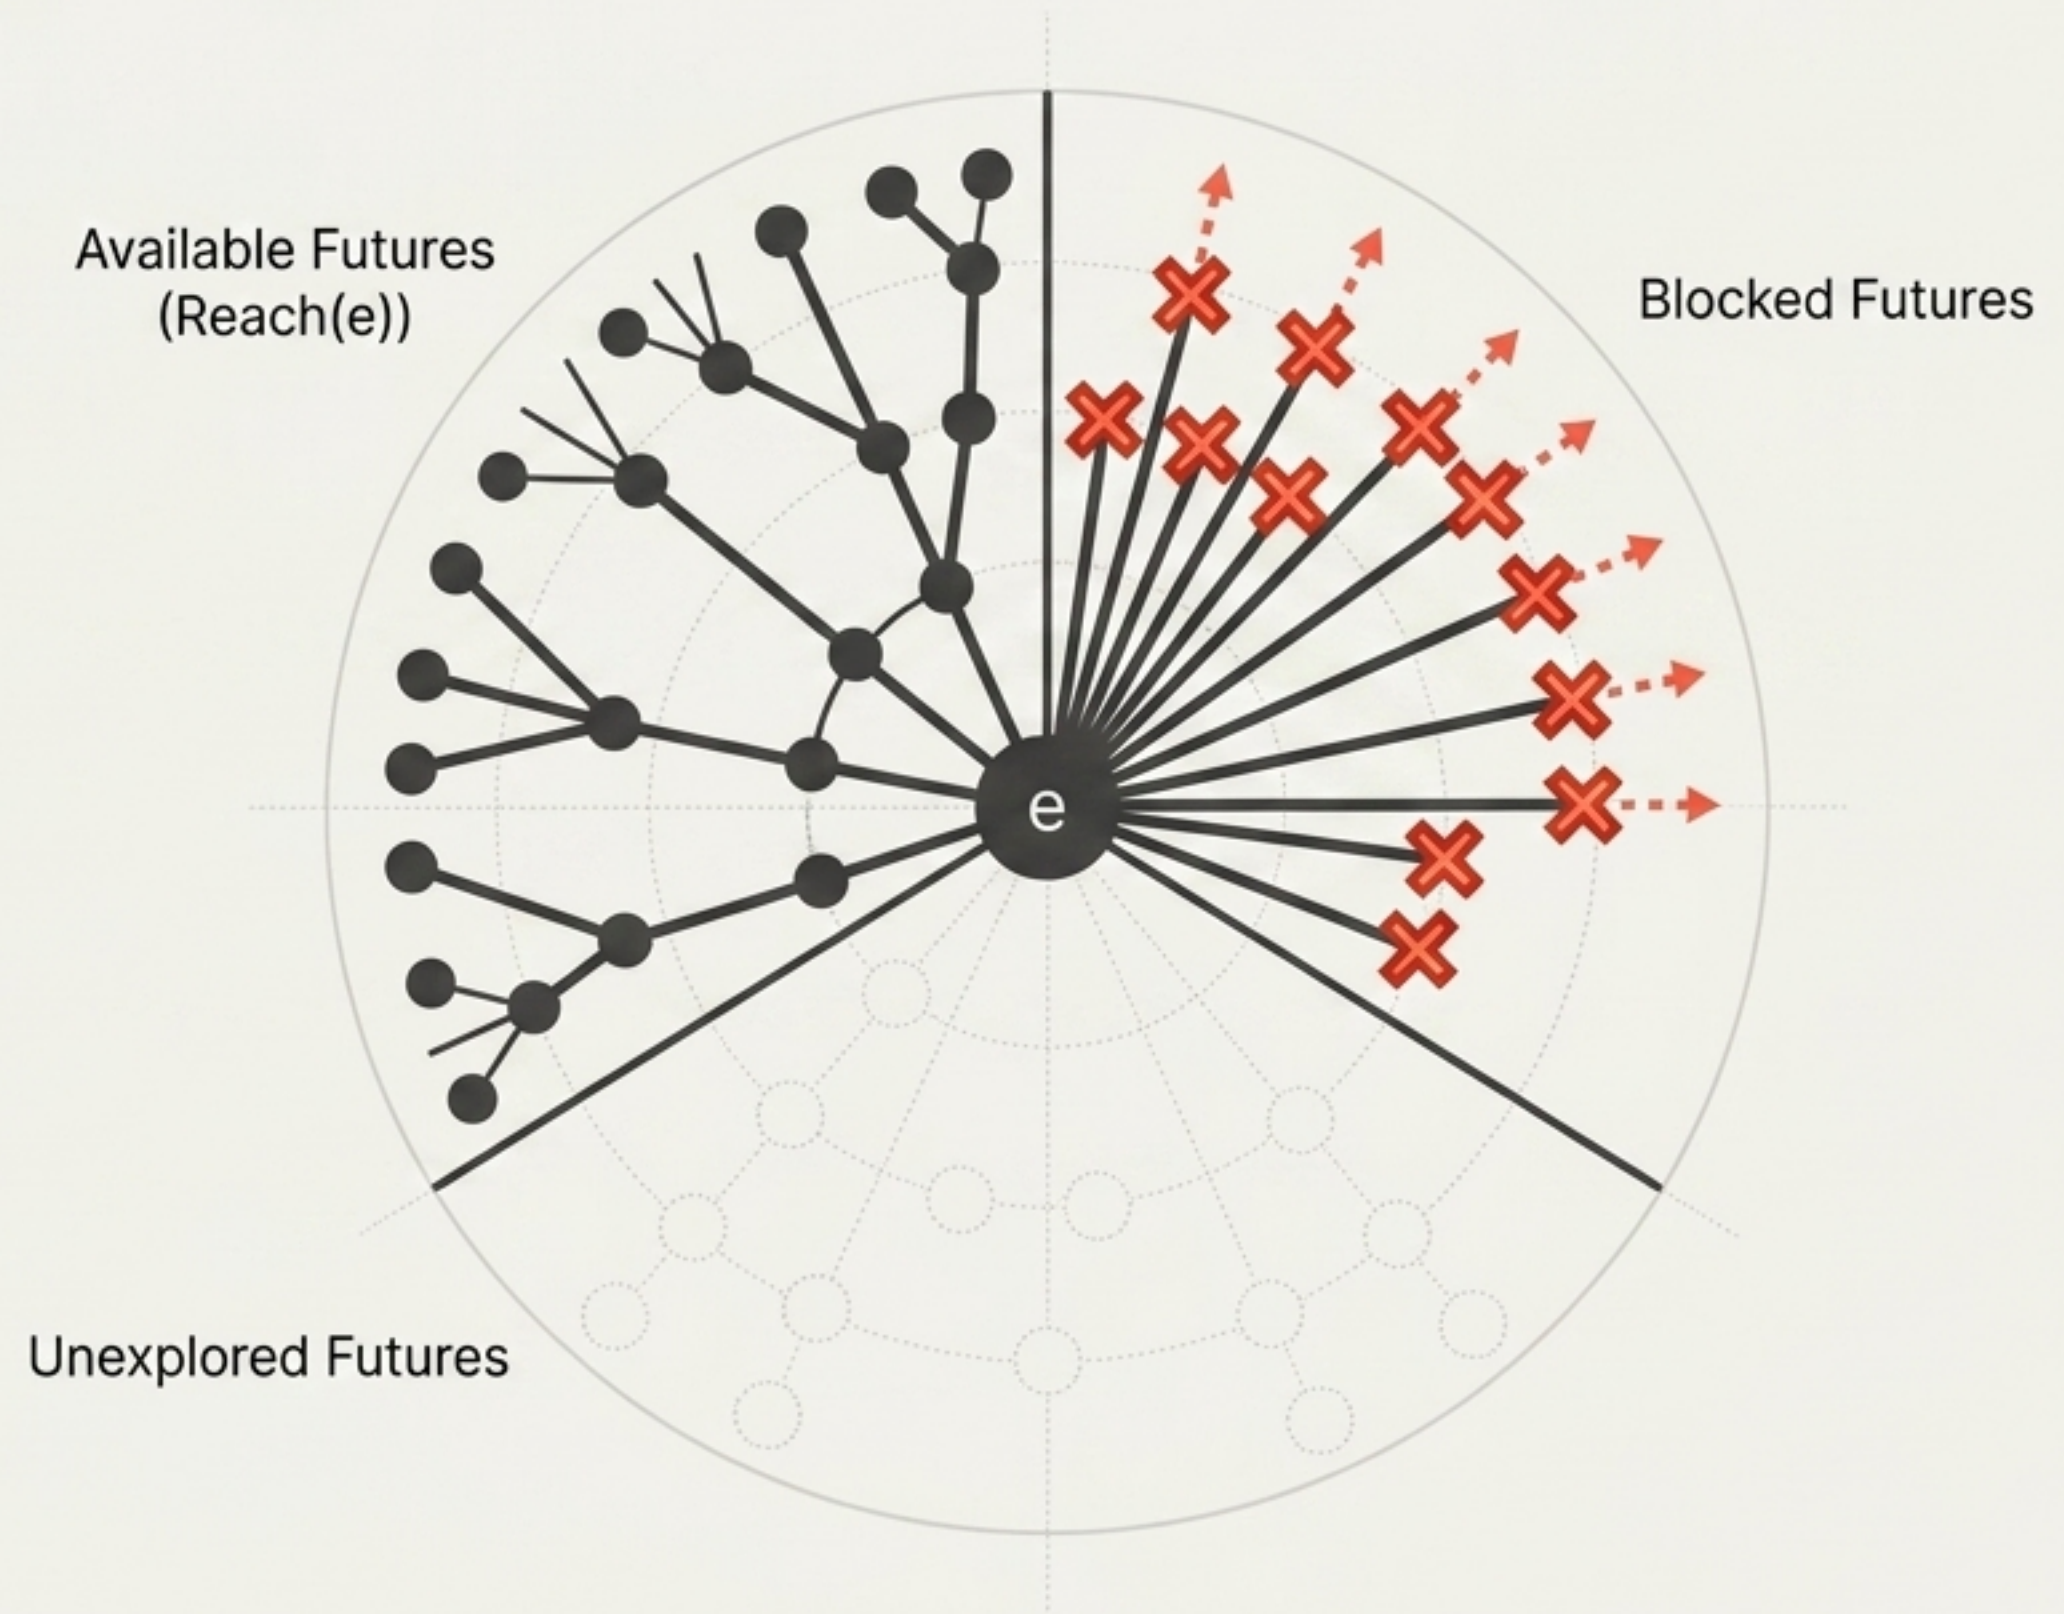 Available Futures
(Reach(e))
Blocked Futures
e
Unexplored Futures